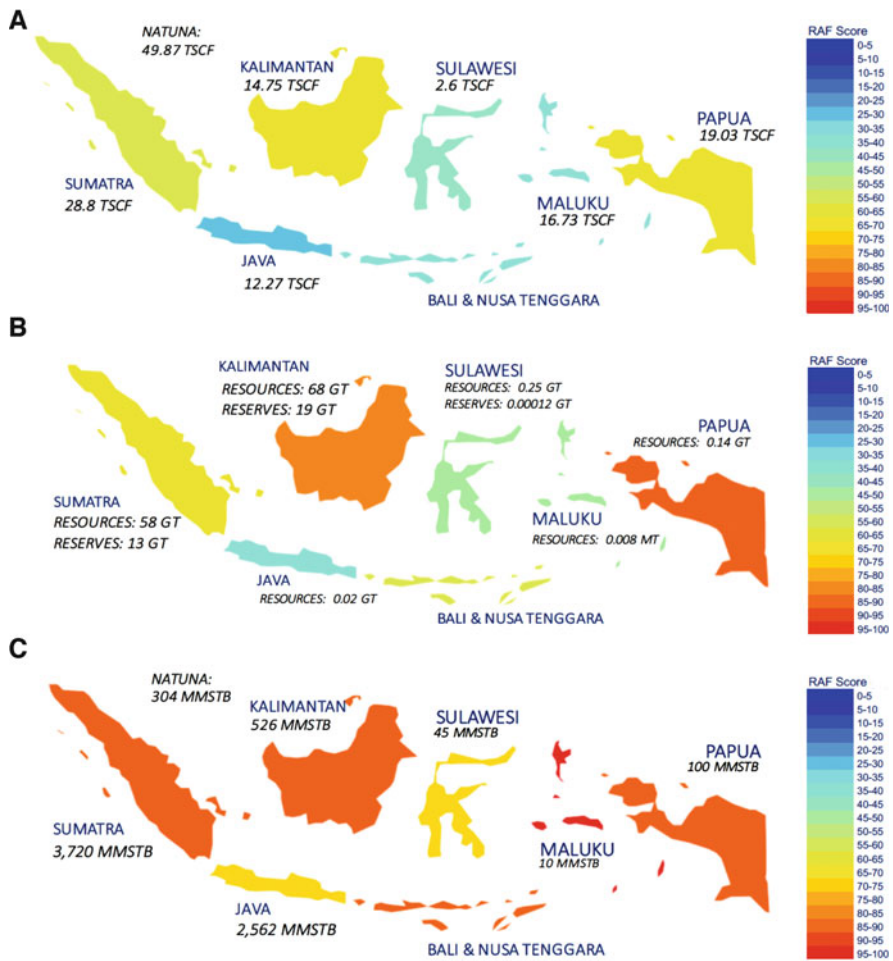 A
NATUNA:
49.87 TSCF
KALIMANTAN
14.75 TSCF
SULAWESI
2.6 TSCF
PAPUA
19.03 TSCF
SUMATRA
28.8 TSCF
MALUKU
16.73 TSCF
JAVA
12.27 TSCF
BALI & NUSA TENGGARA
RAF Score
0-5
5-10
10-15
15-20
20-25
25-30
30-35
35-40
40-45
45-50
50-55
55-60
60-65
65-70
70-75
75-80
80-85
85-90
90-95
95-100
B
KALIMANTAN
RESOURCES: 68 GT
RESERVES: 19 GT
SULAWESI
RESOURCES: 0.25 GT
RESERVES: 0.00012 GT
PAPUA
RESOURCES: 0.14 GT
SUMATRA
RESOURCES: 58 GT
RESERVES: 13 GT
MALUKU
RESOURCES: 0.008 MT
JAVA
RESOURCES: 0.02 GT
BALI & NUSA TENGGARA
RAF Score
0-5
5-10
10-15
15-20
20-25
25-30
30-35
35-40
40-45
45-50
50-55
55-60
60-65
65-70
70-75
75-80
80-85
85-90
90-95
95-100
C
NATUNA:
304 MMSTB
KALIMANTAN
526 MMSTB
SULAWESI
45 MMSTB
PAPUA
100 MMSTB
SUMATRA
3,720 MMSTB
MALUKU
10 MMSTB
JAVA
2,562 MMSTB
BALI & NUSA TENGGARA
RAF Score
0-5
5-10
10-15
15-20
20-25
25-30
30-35
35-40
40-45
45-50
50-55
55-60
60-65
65-70
70-75
75-80
80-85
85-90
90-95
95-100